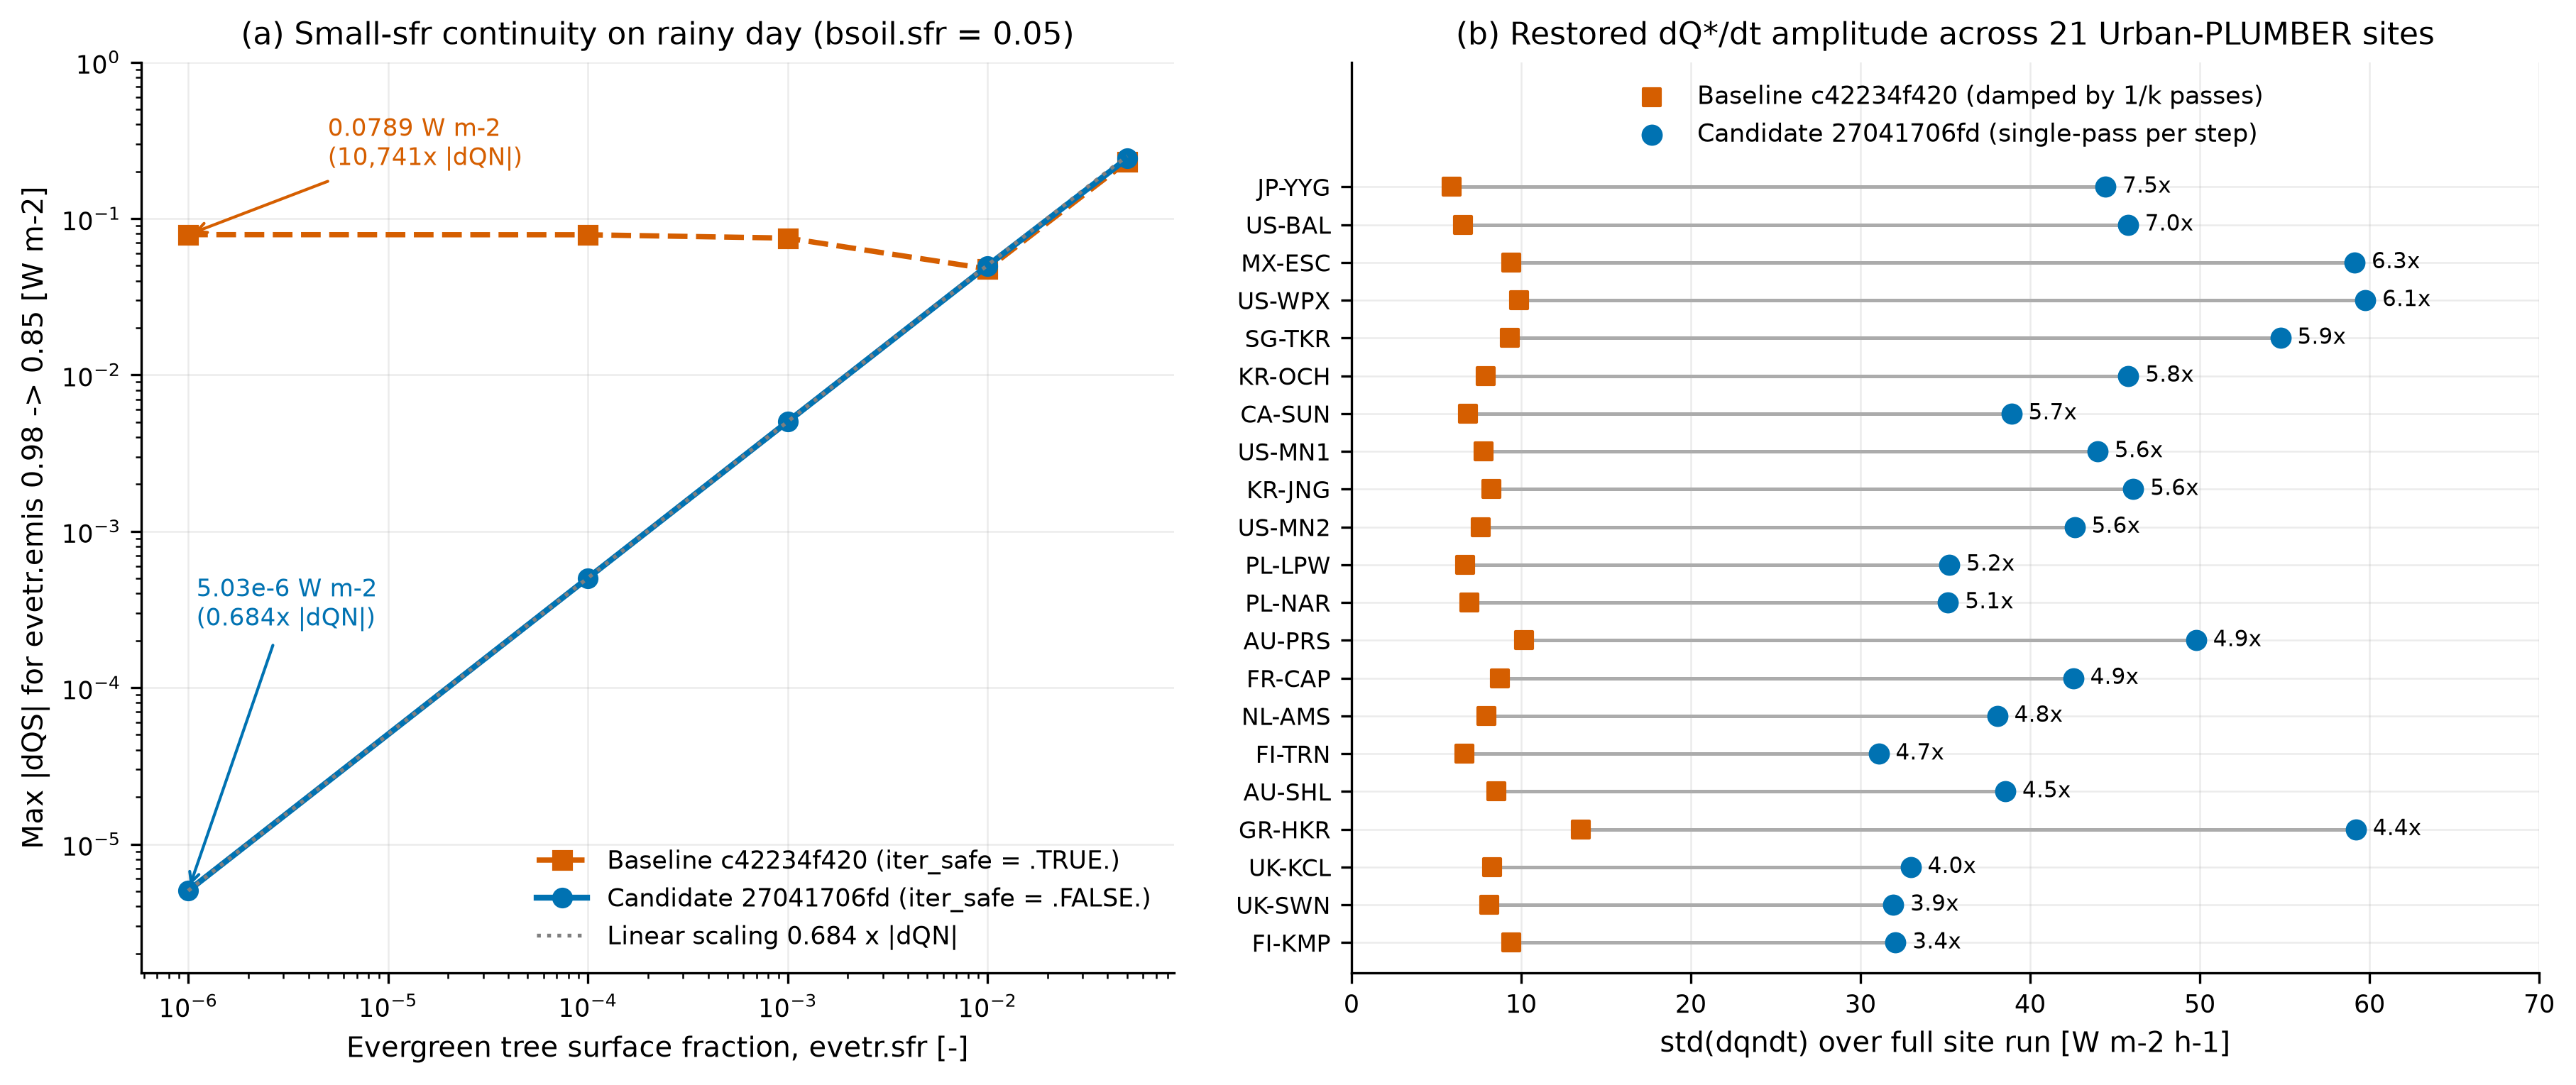 (a) Small-sfr continuity on rainy day (bsoil.sfr = 0.05)
Max |dQS| for evetr.emis 0.98 -> 0.85 [W m-2]
10⁰
10⁻¹
10⁻²
10⁻³
10⁻⁴
10⁻⁵
0.0789 W m-2
(10,741x |dQN|)
5.03e-6 W m-2
(0.684x |dQN|)
Baseline c42234f420 (iter_safe = .TRUE.)
Candidate 27041706fd (iter_safe = .FALSE.)
Linear scaling 0.684 x |dQN|
10⁻⁶
10⁻⁵
10⁻⁴
10⁻³
10⁻²
Evergreen tree surface fraction, evetr.sfr [-]
(b) Restored dQ*/dt amplitude across 21 Urban-PLUMBER sites
Baseline c42234f420 (damped by 1/k passes)
Candidate 27041706fd (single-pass per step)
JP-YYG 7.5x
US-BAL 7.0x
MX-ESC 6.3x
US-WPX 6.1x
SG-TKR 5.9x
KR-OCH 5.8x
CA-SUN 5.7x
US-MN1 5.6x
KR-JNG 5.6x
US-MN2 5.6x
PL-LPW 5.2x
PL-NAR 5.1x
AU-PRS 4.9x
FR-CAP 4.9x
NL-AMS 4.8x
FI-TRN 4.7x
AU-SHL 4.5x
GR-HKR 4.4x
UK-KCL 4.0x
UK-SWN 3.9x
FI-KMP 3.4x
0 10 20 30 40 50 60 70
std(dqndt) over full site run [W m-2 h-1]